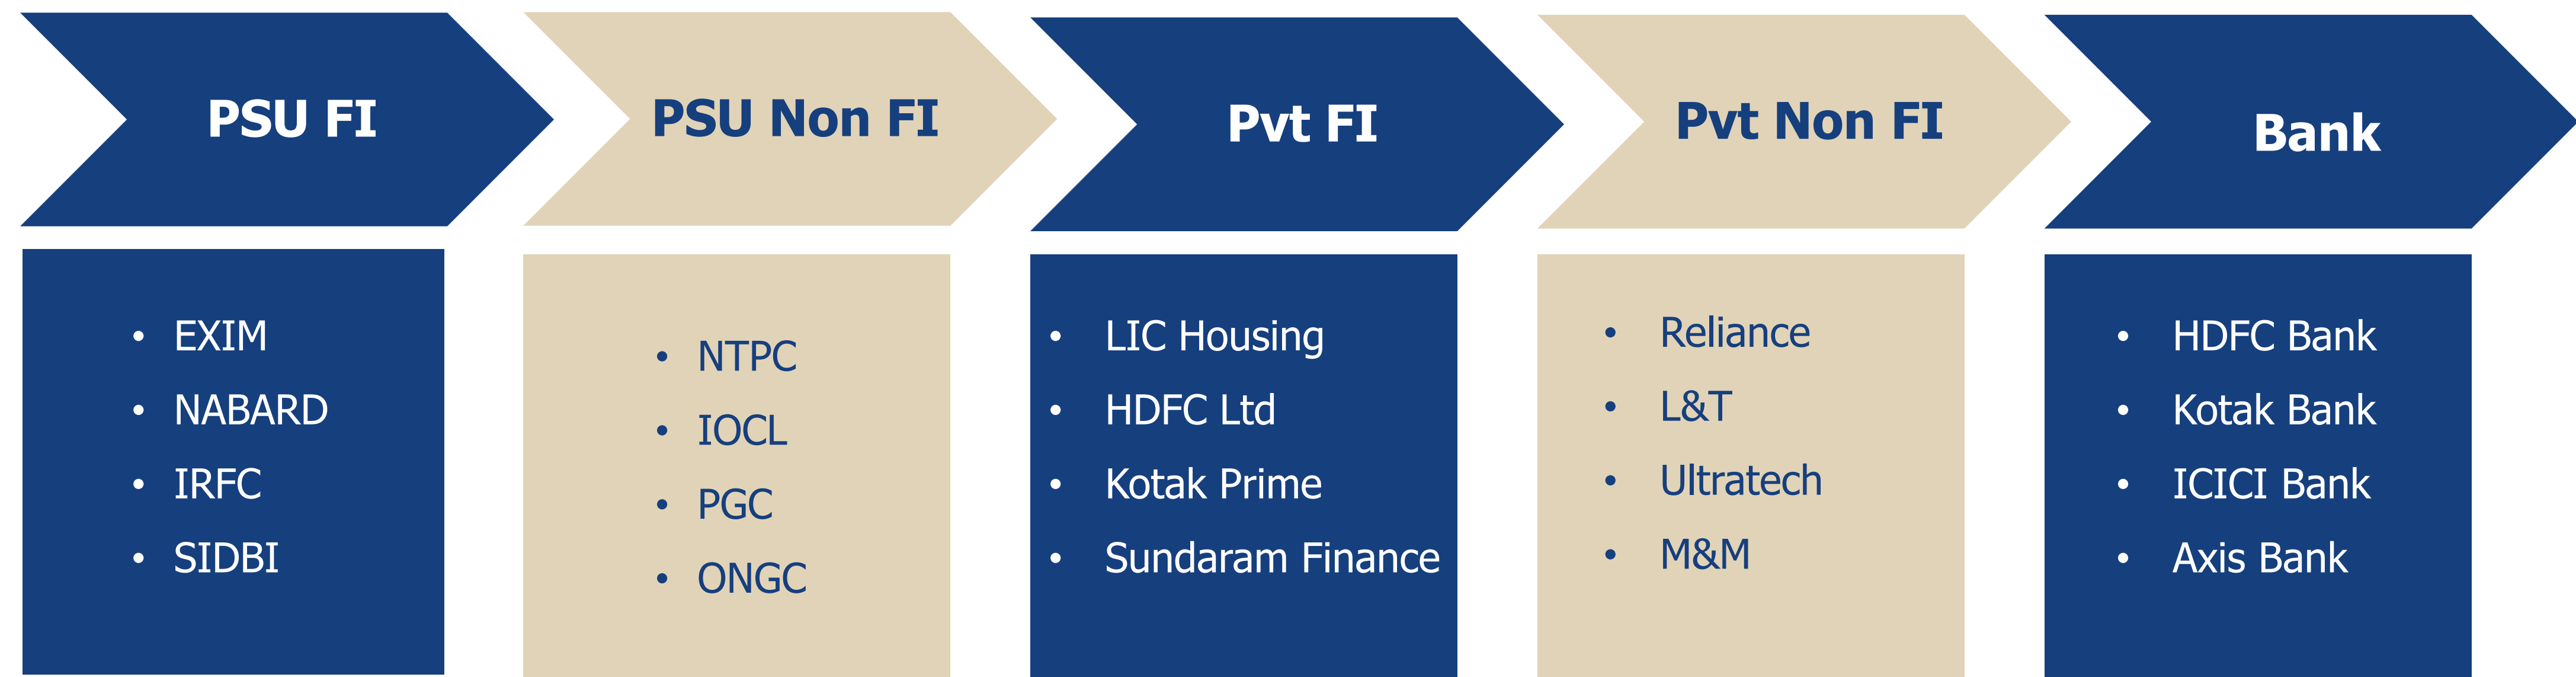 PSU FI
PSU Non FI
Pvt FI
Pvt Non FI
Bank
• EXIM
• NABARD
• IRFC
• SIDBI
• NTPC
• IOCL
• PGC
• ONGC
• LIC Housing
• HDFC Ltd
• Kotak Prime
• Sundaram Finance
• Reliance
• L&T
• Ultratech
• M&M
• HDFC Bank
• Kotak Bank
• ICICI Bank
• Axis Bank